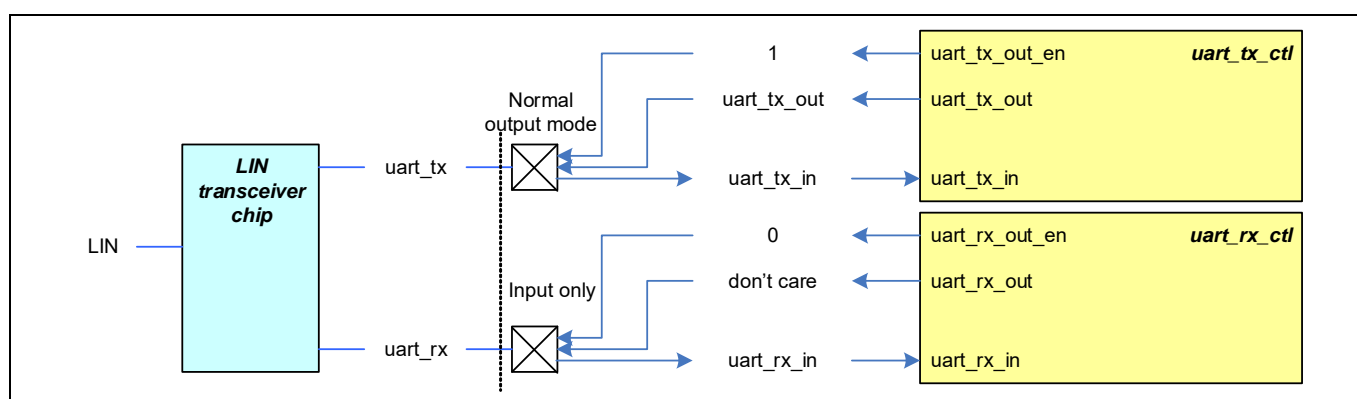 1
uart_tx_out_en
uart_tx_ctl
Normal
output mode
uart_tx_out
uart_tx_out
LIN
transceiver
chip
uart_tx
uart_tx_in
uart_tx_in
LIN
0
uart_rx_out_en
uart_rx_ctl
Input only
don't care
uart_rx_out
uart_rx
uart_rx_in
uart_rx_in